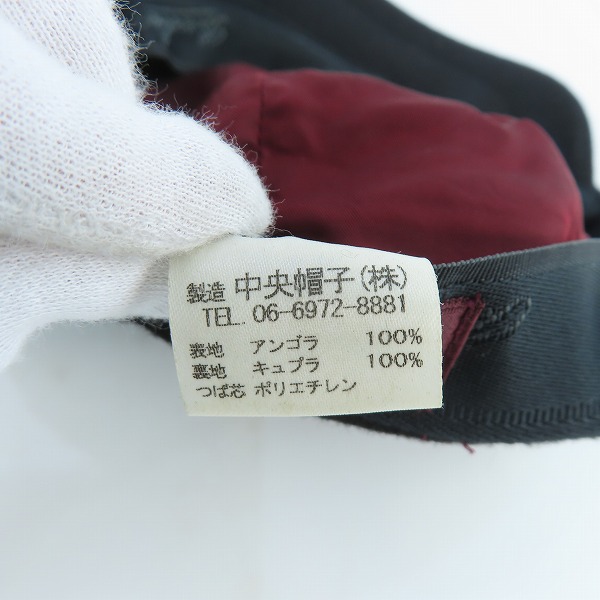 製造 中央帽子(株)
TEL. 06-6972-8881
表地 アンゴラ 100%
裏地 キュプラ 100%
つば芯 ポリエチレン